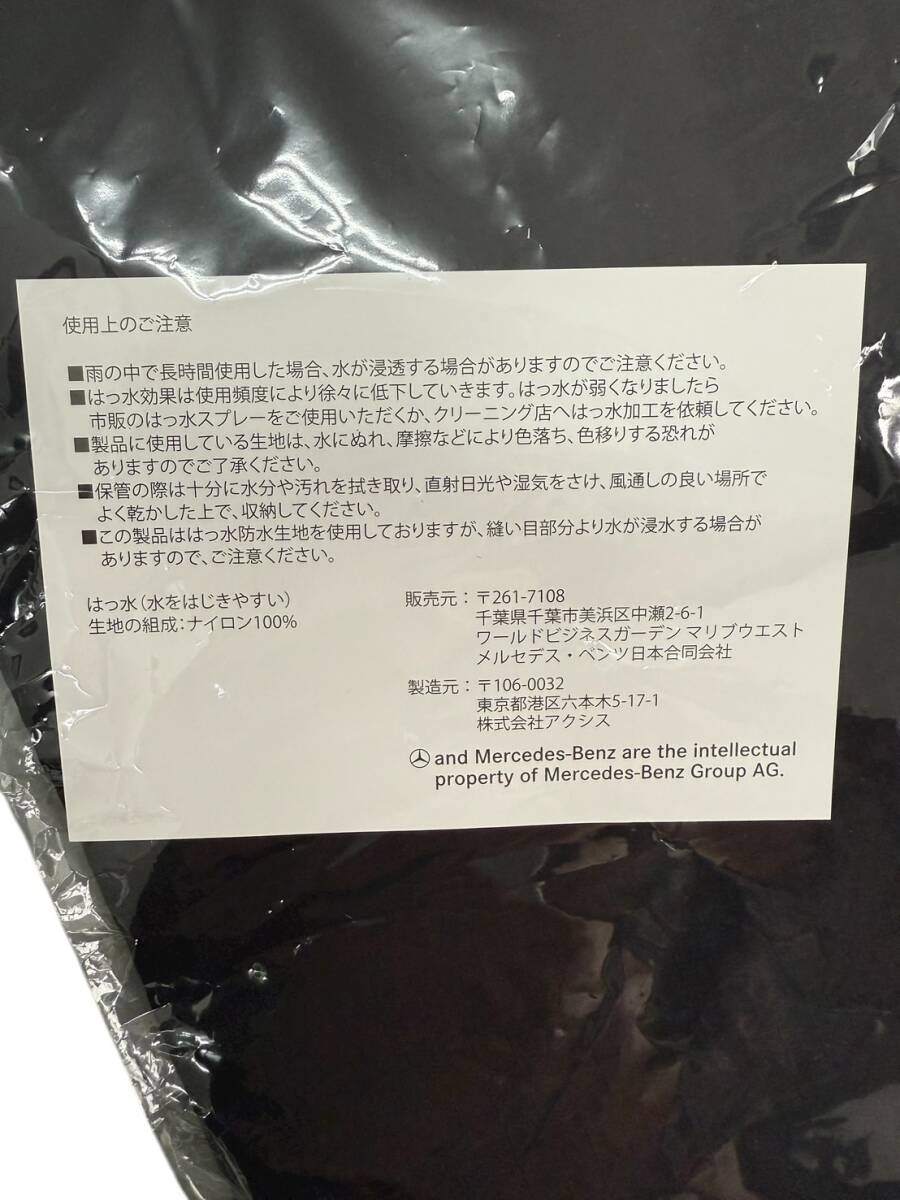 使用上のご注意
■雨の中で長時間使用した場合、水が浸透する場合がありますのでご注意ください。
■はっ水効果は使用頻度により徐々に低下していきます。はっ水が弱くなりましたら
市販のはっ水スプレーをご使用いただくか、クリーニング店へはっ水加工を依頼してください。
■製品に使用している生地は、水にぬれ、摩擦などにより色落ち、色移りする恐れが
ありますのでご了承ください。
■保管の際は十分に水分や汚れを拭き取り、直射日光や湿気をさけ、風通しの良い場所で
よく乾かした上で、収納してください。
■この製品ははっ水防水生地を使用しておりますが、縫い目部分より水が浸水する場合が
ありますので、ご注意ください。
はっ水（水をはじきやすい）
生地の組成：ナイロン100%
販売元：〒261-7108
千葉県千葉市美浜区中瀬2-6-1
ワールドビジネスガーデン マリブウエスト
メルセデス・ベンツ日本合同会社
製造元：〒106-0032
東京都港区六本木5-17-1
株式会社アクシス
and Mercedes-Benz are the intellectual
property of Mercedes-Benz Group AG.